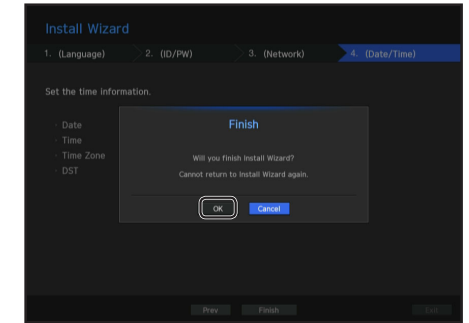 Install Wizard
1. (Language) 2. (ID/PW) 3. (Network) 4. (Date/Time)
Set the time information.
· Date
· Time
· Time Zone
· DST
Finish
Will you finish Install Wizard?
Cannot return to Install Wizard again.
OK Cancel
Prev Finish Exit